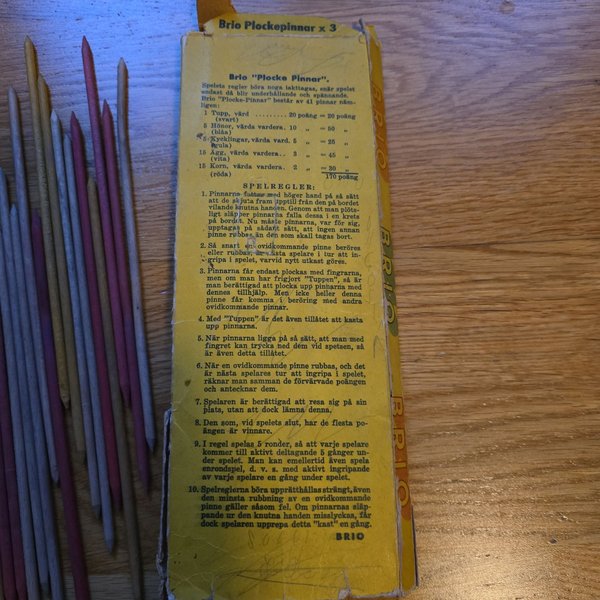 Brio Plockepinnar x 3
Brio "Plocke Pinnar".
Spelets regler böra noga iakttagas, enär spelet
endast då bliv underhållande och spännande.
Brio "Plocke-Pinnar" består av 41 pinnar näm-
ligen:
1 Tupp, värd .......... 20 poäng = 20 poäng
(svart)
5 Hönor, värda vardera. 10 „ = 50 „
(blåa)
5 Kycklingar, värda vard. 5 „ = 25 „
(gula)
15 Ägg, värda vardera.. 3 „ = 45 „
(vita)
15 Korn, värda vardera. 2 „ = 30 „
(röda) 170 poäng
SPELREGLER:
1. Pinnarna fattas med höger hand på så sätt
att de skjuta fram upptill från den på bordet
vilande knutna handen. Genom att man plöts-
ligt släpper pinnarna falla dessa i en krets
på bordet. Nu måste pinnarna, var för sig,
upptagas på sådant sätt, att ingen annan
pinne rubbas än den som skall tagas bort.
2. Så snart en ovidkommande pinne beröres
eller rubbas, är nästa spelare i tur att in-
gripa i spelet, varvid nytt utkast göres.
3. Pinnarna får endast plockas med fingrarna,
men om man har frigjort "Tuppen", så är
man berättigad att plocka upp pinnarna med
dennes tillhjälp. Men icke heller denna
pinne får komma i beröring med andra
ovidkommande pinnar.
4. Med "Tuppen" är det även tillåtet att kasta
upp pinnarna.
5. När pinnarna ligga på så sätt, att man med
fingret kan trycka ned dem vid spetsen, så
är även detta tillåtet.
6. När en ovidkommande pinne rubbas, och det
är nästa spelares tur att ingripa i spelet,
räknar man samman de förvärvade poängen
och antecknar dem.
7. Spelaren är berättigad att resa sig på sin
plats, utan att dock lämna denna.
8. Den som, vid spelets slut, har de flesta po-
ängen är vinnare.
9. I regel spelas 5 ronder, så att varje spelare
kommer till aktivt deltagande 5 gånger un-
der spelet. Man kan emellertid även spela
enrondspel, d. v. s. med aktivt ingripande
av varje spelare en gång under spelet.
10. Spelreglerna böra upprätthållas strängt, även
den minsta rubbning av en ovidkommande
pinne gäller såsom fel. Om pinnarnas släp-
pande ur den knutna handen misslyckas, får
dock spelaren upprepa detta "kast" en gång.
BRIO
BRIO
BRIO
BRIO